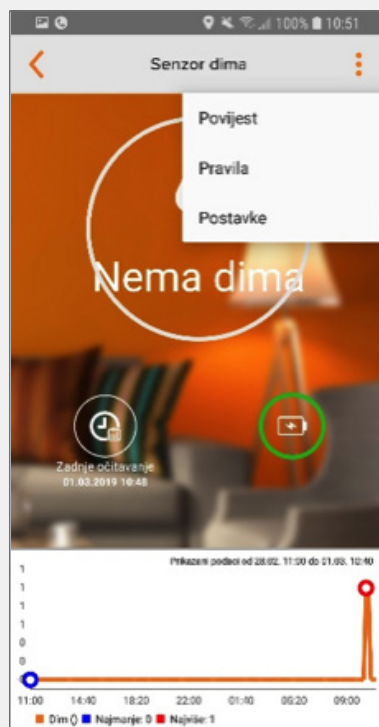 100% 10:51
Senzor dima
Povijest
Pravila
Postavke
Nema dima
Zadnje očitavanje
01.03.2019 10:48
Prikazani podaci od 28.02. 11:00 do 01.03. 10:40
1
1
1
1
0
0
0
11:00 14:40 18:20 22:00 01:40 05:20 09:00
Dim () Najmanje: 0 Najviše: 1